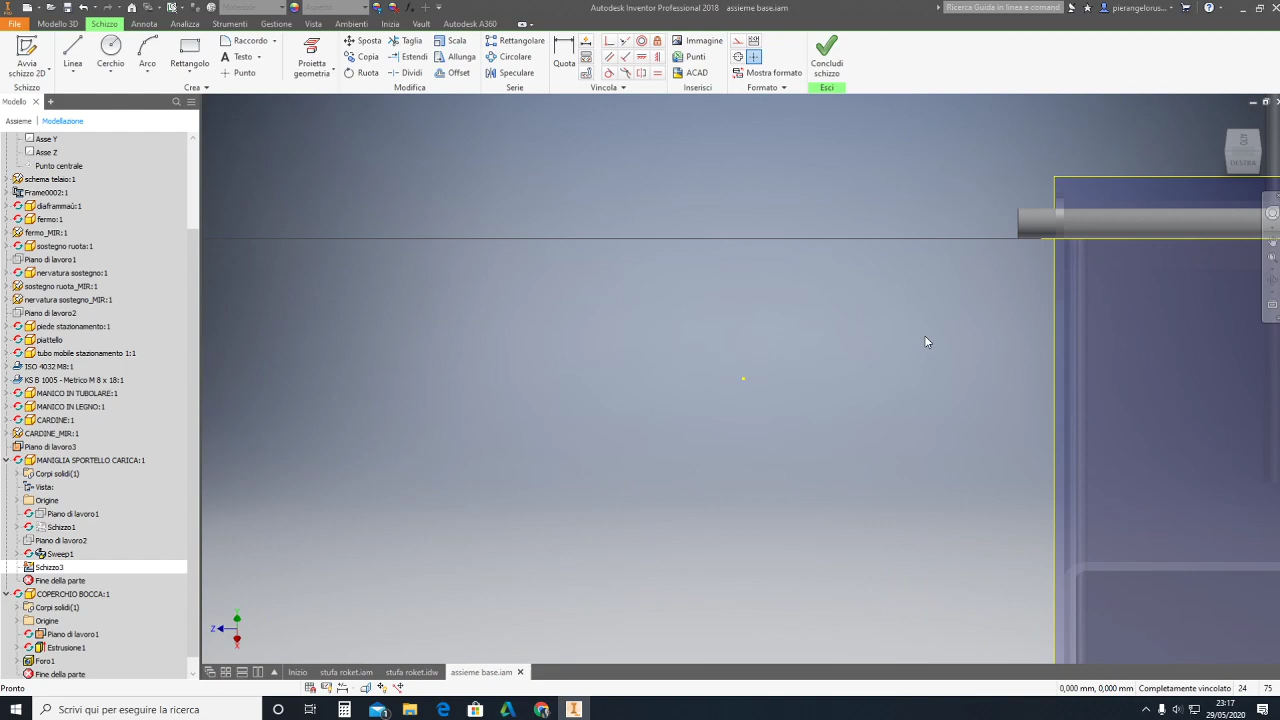 Materiale
Aspetto
Autodesk Inventor Professional 2018   assieme base.iam
Ricerca Guida in linea e comand
pierangelorus...
File Modello 3D Schizzo Annota Analizza Strumenti Gestione Vista Ambienti Inizia Vault Autodesk A360
Avvia
schizzo 2D
Linea Cerchio Arco Rettangolo
Raccordo
Testo
Punto
Proietta
geometria
Sposta Taglia Scala
Copia Estendi Allunga
Ruota Dividi Offset
Rettangolare
Circolare
Speculare
Quota
Immagine
Punti
ACAD
Mostra formato
Concludi
schizzo
Schizzo Crea Modifica Serie Vincola Inserisci Formato Esci
Modello
Assieme Modellazione
Asse Y
Asse Z
Punto centrale
schema telaio:1
Frame0002:1
diaframmaù:1
fermo:1
fermo_MIR:1
sostegno ruota:1
Piano di lavoro1
nervatura sostegno:1
sostegno ruota_MIR:1
nervatura sostegno_MIR:1
Piano di lavoro2
piede stazionamento:1
piattello
tubo mobile stazionamento 1:1
ISO 4032 M8:1
KS B 1005 - Metrico M 8 x 18:1
MANICO IN TUBOLARE:1
MANICO IN LEGNO:1
CARDINE:1
CARDINE_MIR:1
Piano di lavoro3
MANIGLIA SPORTELLO CARICA:1
Corpi solidi(1)
Vista:
Origine
Piano di lavoro1
Schizzo1
Piano di lavoro2
Sweep1
Schizzo3
Fine della parte
COPERCHIO BOCCA:1
Corpi solidi(1)
Origine
Piano di lavoro1
Estrusione1
Foro1
Fine della parte
ALTO
DESTRA
Y
Z
X
Inizio stufa roket.iam stufa roket.idw assieme base.iam
Pronto
0,000 mm, 0,000 mm Completamente vincolato 24 75
Scrivi qui per eseguire la ricerca
23:17
29/05/2020